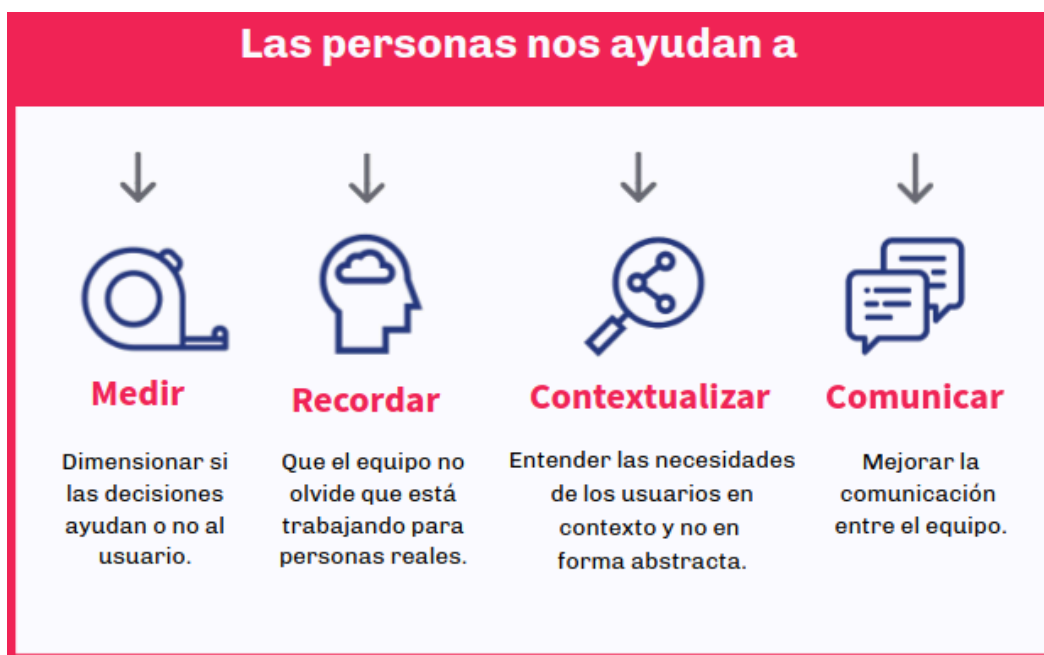 Las personas nos ayudan a
Medir
Dimensionar si
las decisiones
ayudan o no al
usuario.
Recordar
Que el equipo no
olvide que está
trabajando para
personas reales.
Contextualizar
Entender las necesidades
de los usuarios en
contexto y no en
forma abstracta.
Comunicar
Mejorar la
comunicación
entre el equipo.